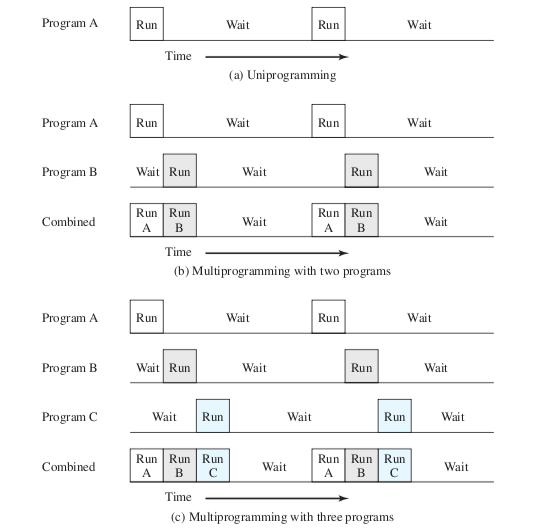 Program A Run Wait Run Wait
Time
(a) Uniprogramming
Program A Run Wait Run Wait
Program B Wait Run Wait Run Wait
Combined Run A Run B Wait Run A Run B Wait
Time
(b) Multiprogramming with two programs
Program A Run Wait Run Wait
Program B Wait Run Wait Run Wait
Program C Wait Run Wait Run Wait
Combined Run A Run B Run C Wait Run A Run B Run C Wait
Time
(c) Multiprogramming with three programs